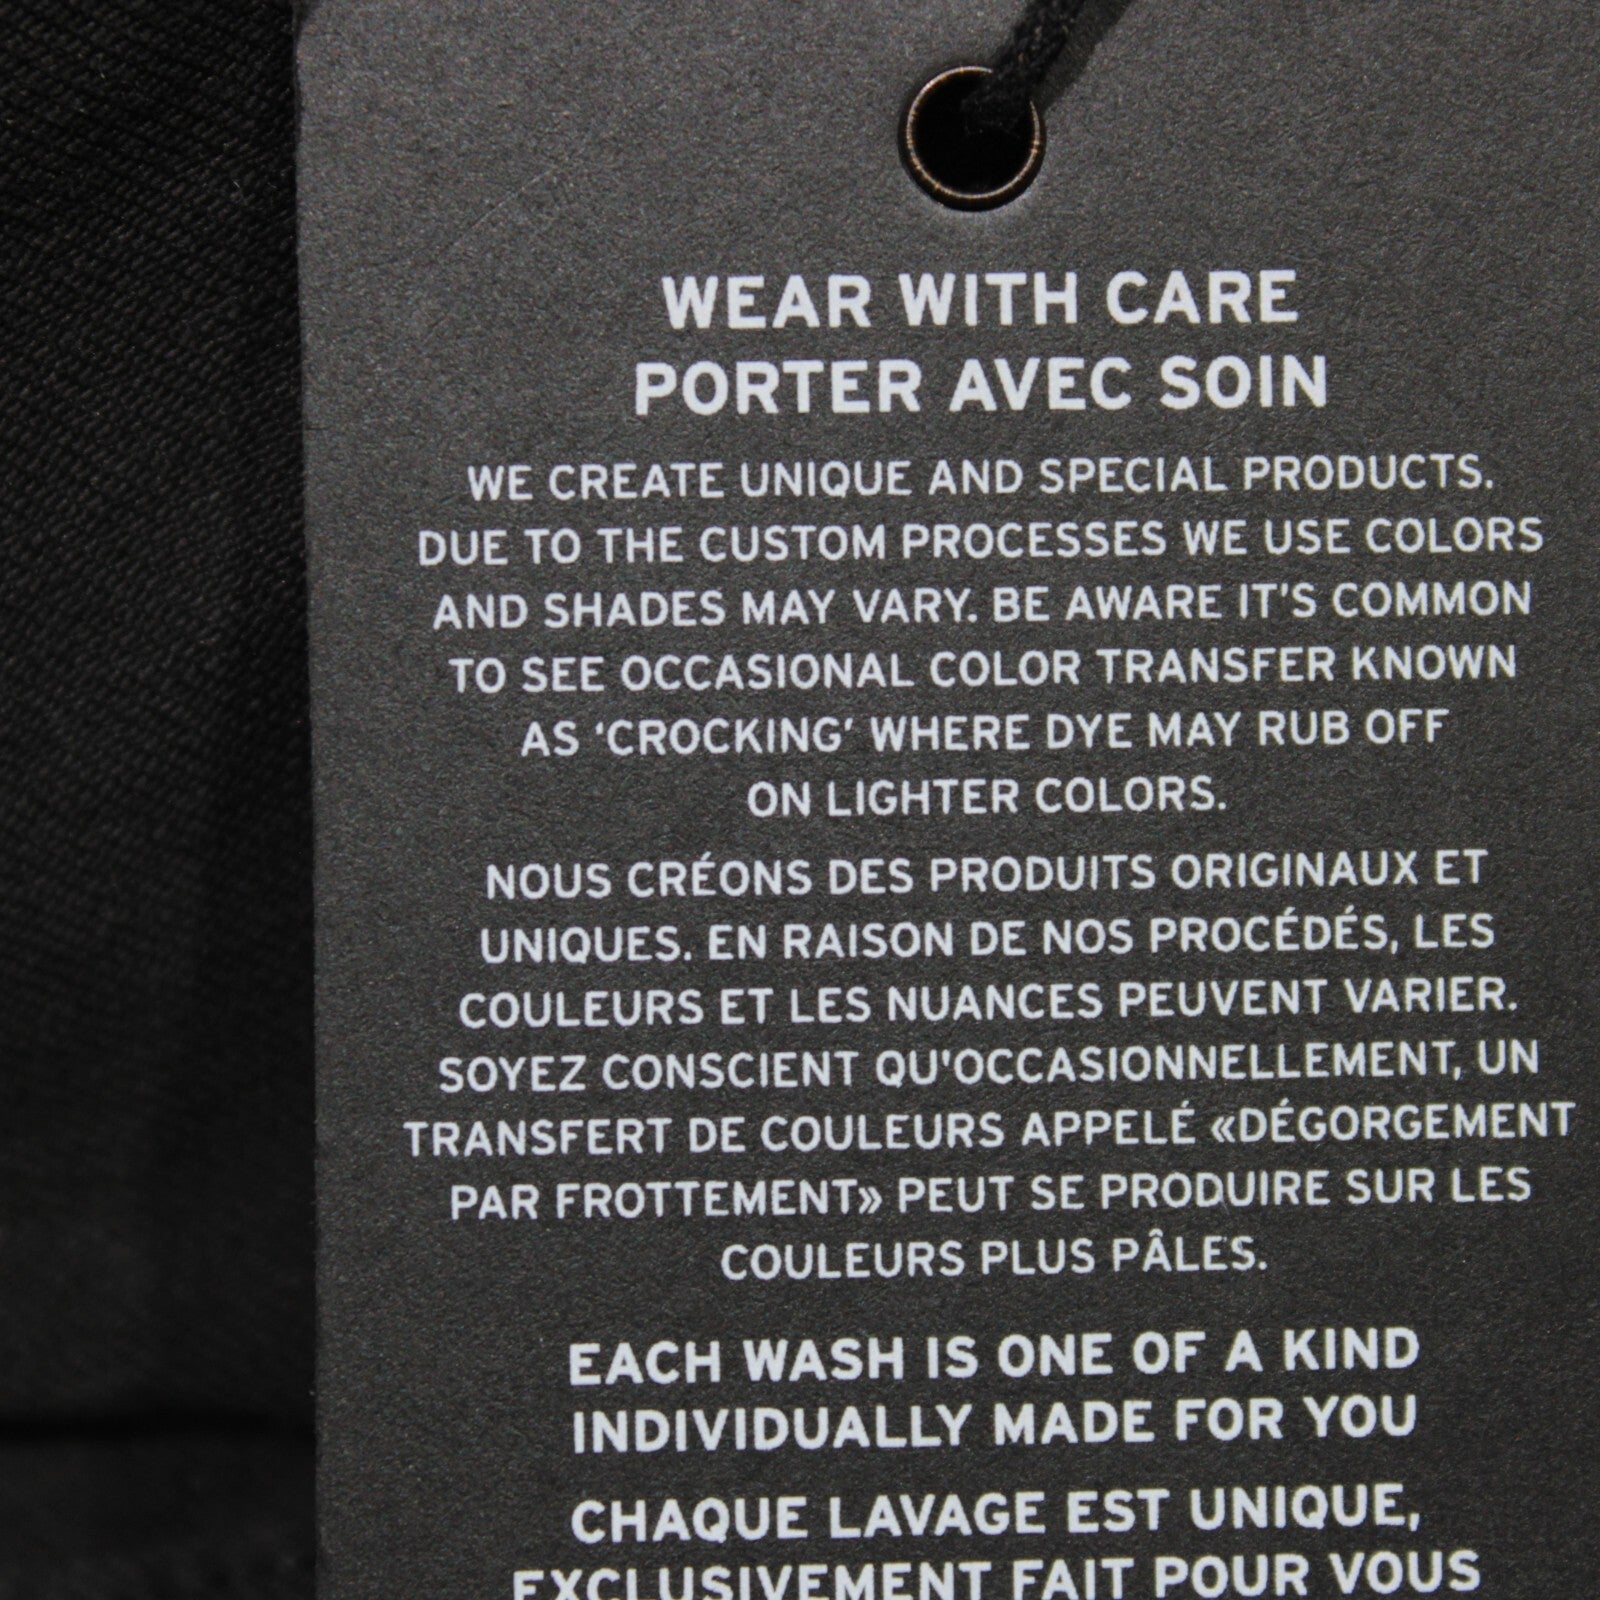 WEAR WITH CARE
PORTER AVEC SOIN
WE CREATE UNIQUE AND SPECIAL PRODUCTS.
DUE TO THE CUSTOM PROCESSES WE USE COLORS
AND SHADES MAY VARY. BE AWARE IT'S COMMON
TO SEE OCCASIONAL COLOR TRANSFER KNOWN
AS 'CROCKING' WHERE DYE MAY RUB OFF
ON LIGHTER COLORS.
NOUS CRÉONS DES PRODUITS ORIGINAUX ET
UNIQUES. EN RAISON DE NOS PROCÉDÉS, LES
COULEURS ET LES NUANCES PEUVENT VARIER.
SOYEZ CONSCIENT QU'OCCASIONNELLEMENT, UN
TRANSFERT DE COULEURS APPELÉ «DÉGORGEMENT
PAR FROTTEMENT» PEUT SE PRODUIRE SUR LES
COULEURS PLUS PÂLES.
EACH WASH IS ONE OF A KIND
INDIVIDUALLY MADE FOR YOU
CHAQUE LAVAGE EST UNIQUE,
EXCLUSIVEMENT FAIT POUR VOUS